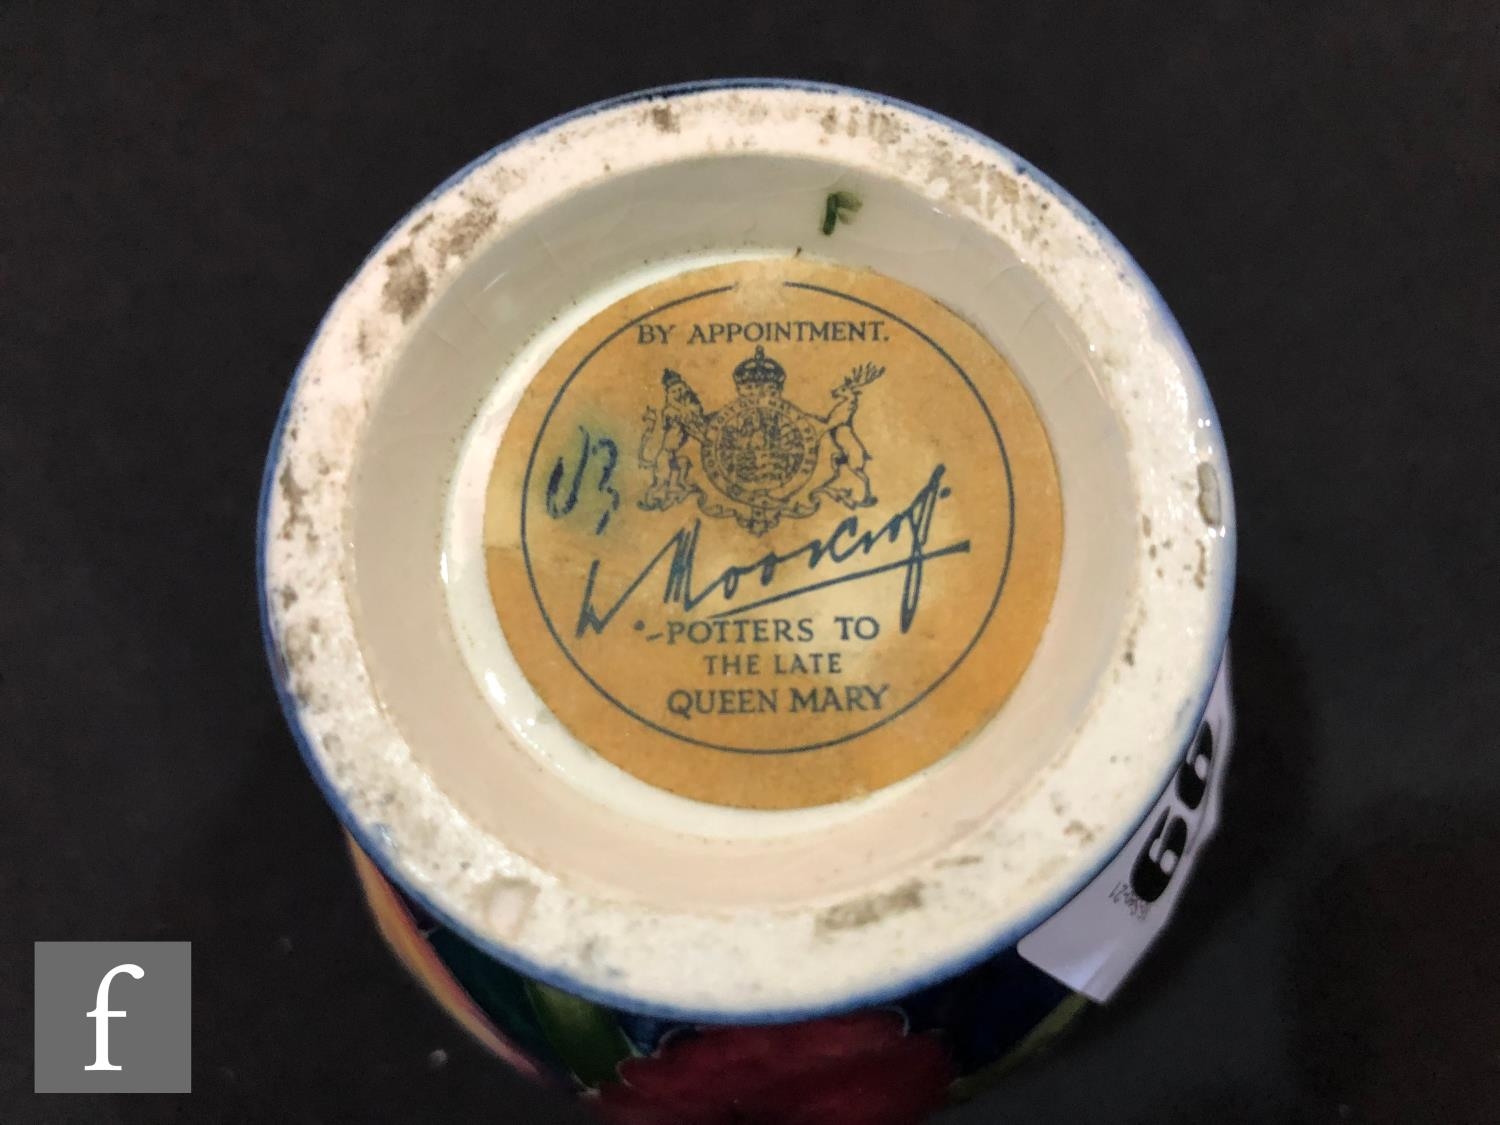 BY APPOINTMENT.
W. Moorcroft.
POTTERS TO
THE LATE
QUEEN MARY
f